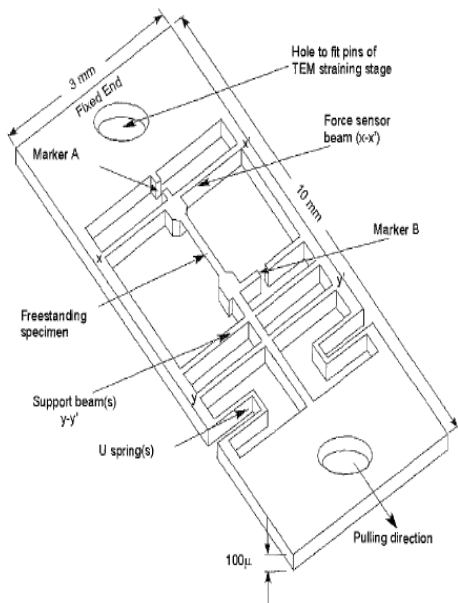 3 mm
Fixed End
Hole to fit pins of
TEM straining stage
Marker A
Force sensor
beam (x-x')
x'
10 mm
Marker B
x
y'
Freestanding
specimen
Support beam(s)
y-y'
y
U spring(s)
Pulling direction
100μ